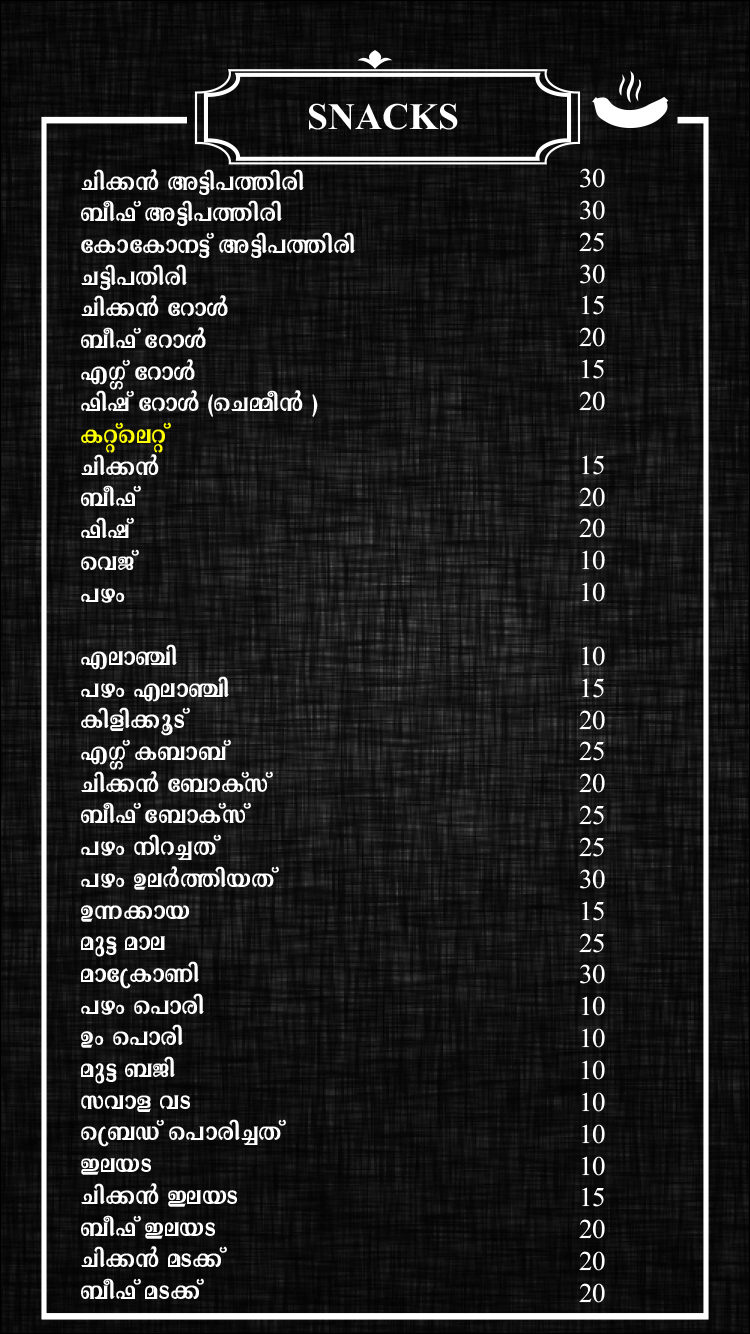 SNACKS
ചിക്കൻ അട്ടിപത്തിരി 30
ബീഫ് അട്ടിപത്തിരി 30
കോകോനട്ട് അട്ടിപത്തിരി 25
ചട്ടിപതിരി 30
ചിക്കൻ റോൾ 15
ബീഫ് റോൾ 20
എഗ്ഗ് റോൾ 15
ഫിഷ് റോൾ (ചെമ്മീൻ ) 20
കറ്റ്ലെറ്റ്
ചിക്കൻ 15
ബീഫ് 20
ഫിഷ് 20
വെജ് 10
പഴം 10
എലാഞ്ചി 10
പഴം എലാഞ്ചി 15
കിളിക്കൂട് 20
എഗ്ഗ് കബാബ് 25
ചിക്കൻ ബോക്സ് 20
ബീഫ് ബോക്സ് 25
പഴം നിറച്ചത് 25
പഴം ഉലർത്തിയത് 30
ഉന്നക്കായ 15
മുട്ട മാല 25
മാക്രോണി 30
പഴം പൊരി 10
ഉം പൊരി 10
മുട്ട ബജി 10
സവാള വട 10
ബ്രെഡ് പൊരിച്ചത് 10
ഇലയട 10
ചിക്കൻ ഇലയട 15
ബീഫ് ഇലയട 20
ചിക്കൻ മടക്ക് 20
ബീഫ് മടക്ക് 20